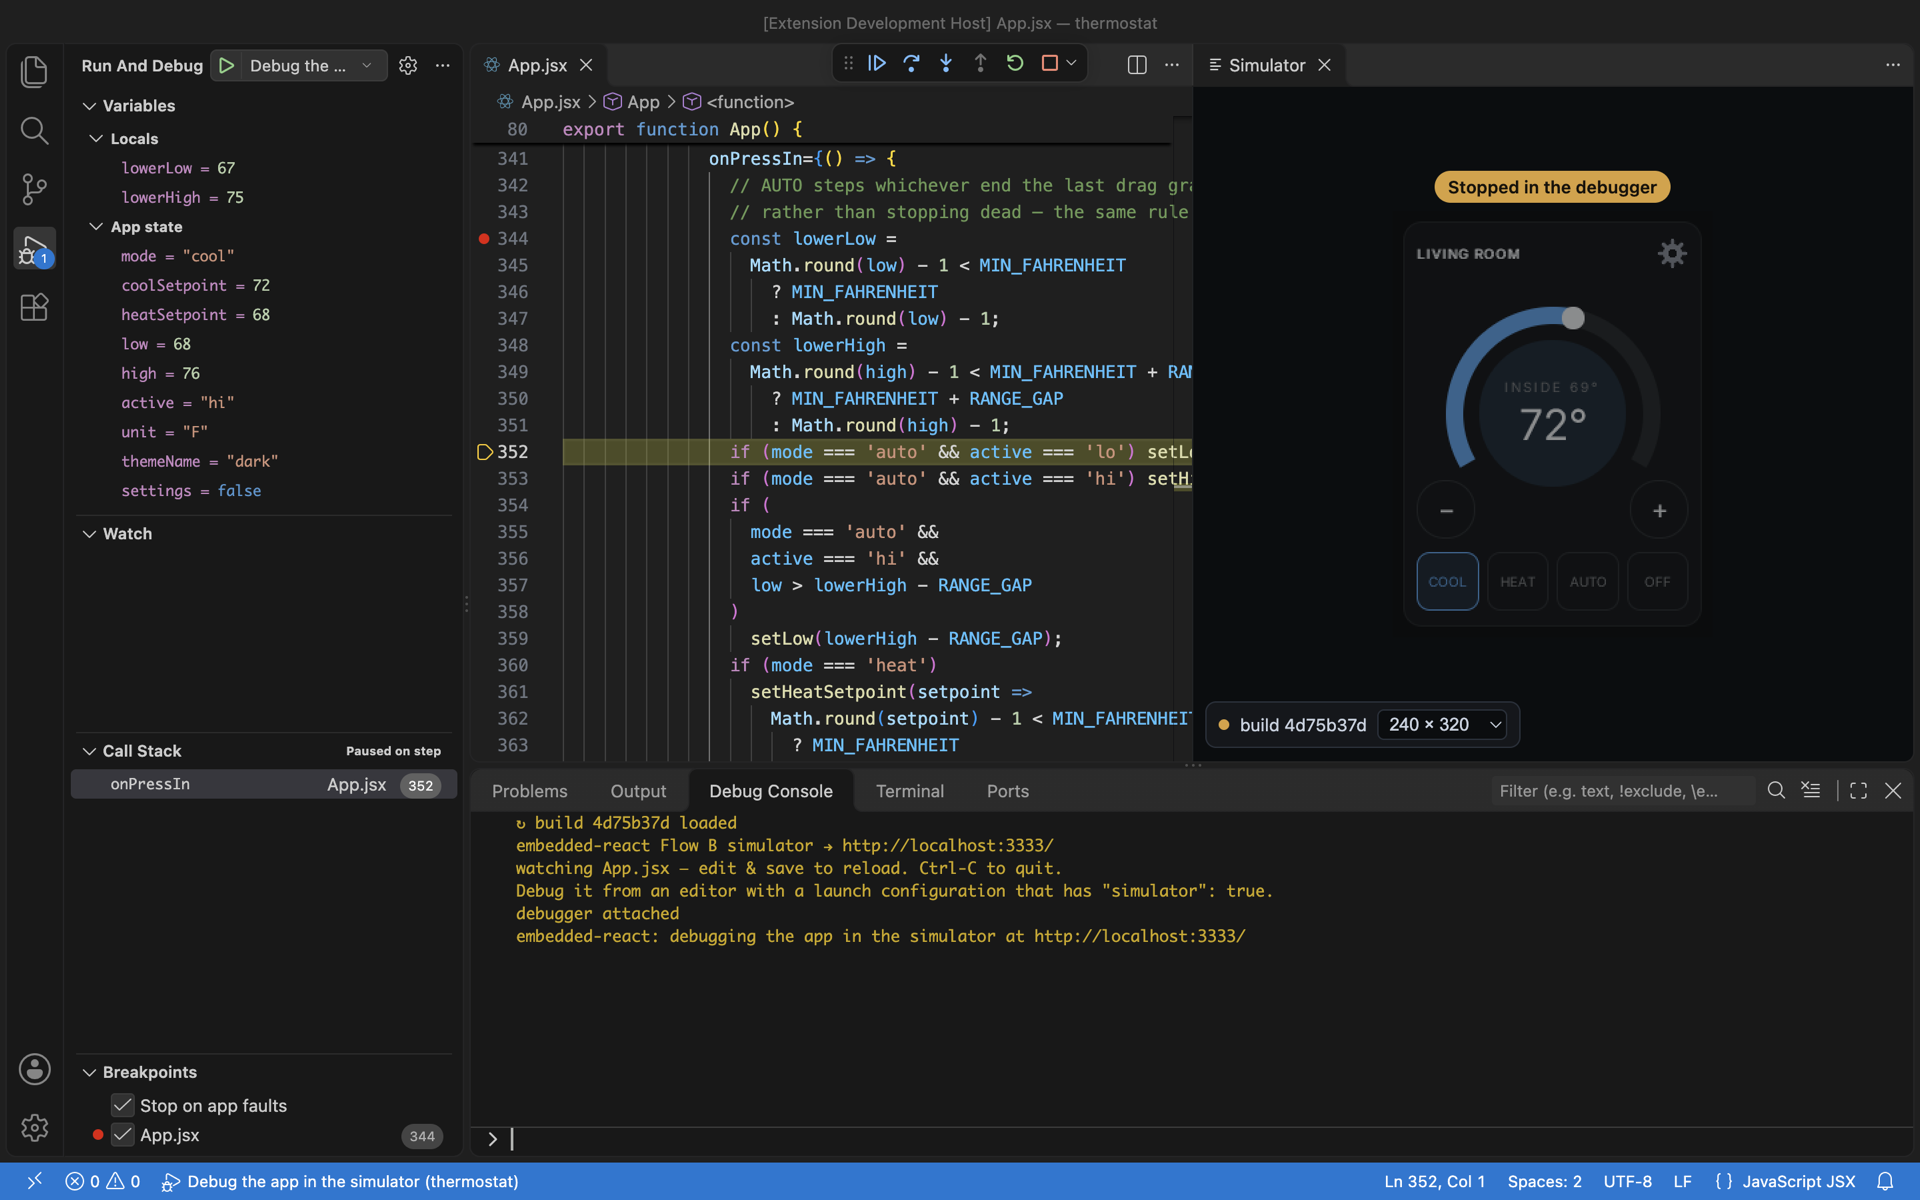 [Extension Development Host] App.jsx — thermostat
Run And Debug
Debug the ...
Variables
Locals
lowerLow = 67
lowerHigh = 75
App state
mode = "cool"
coolSetpoint = 72
heatSetpoint = 68
low = 68
high = 76
active = "hi"
unit = "F"
themeName = "dark"
settings = false
Watch
Call Stack
Paused on step
onPressIn
App.jsx
352
Breakpoints
Stop on app faults
App.jsx
344
1
App.jsx
App.jsx > App > <function>
80 export function App() {
341 onPressIn={() => {
342 // AUTO steps whichever end the last drag
343 // rather than stopping dead — the same rule
344 const lowerLow =
345 Math.round(low) - 1 < MIN_FAHRENHEIT
346 ? MIN_FAHRENHEIT
347 : Math.round(low) - 1;
348 const lowerHigh =
349 Math.round(high) - 1 < MIN_FAHRENHEIT +
350 ? MIN_FAHRENHEIT + RANGE_GAP
351 : Math.round(high) - 1;
352 if (mode === 'auto' && active === 'lo')
353 if (mode === 'auto' && active === 'hi')
354 if (
355 mode === 'auto' &&
356 active === 'hi' &&
357 low > lowerHigh - RANGE_GAP
358 )
359 setLow(lowerHigh - RANGE_GAP);
360 if (mode === 'heat')
361 setHeatSetpoint(setpoint =>
362 Math.round(setpoint) - 1 <
363 ? MIN_FAHRENHEIT
Simulator
Stopped in the debugger
LIVING ROOM
INSIDE 69°
72°
−
+
COOL
HEAT
AUTO
OFF
build 4d75b37d
240 × 320
Problems
Output
Debug Console
Terminal
Ports
Filter (e.g. text, !exclude, \e...
↻ build 4d75b37d loaded
embedded-react Flow B simulator → http://localhost:3333/
watching App.jsx — edit & save to reload. Ctrl-C to quit.
Debug it from an editor with a launch configuration that has "simulator": true.
debugger attached
embedded-react: debugging the app in the simulator at http://localhost:3333/
>
0
0
Debug the app in the simulator (thermostat)
Ln 352, Col 1
Spaces: 2
UTF-8
LF
{ } JavaScript JSX